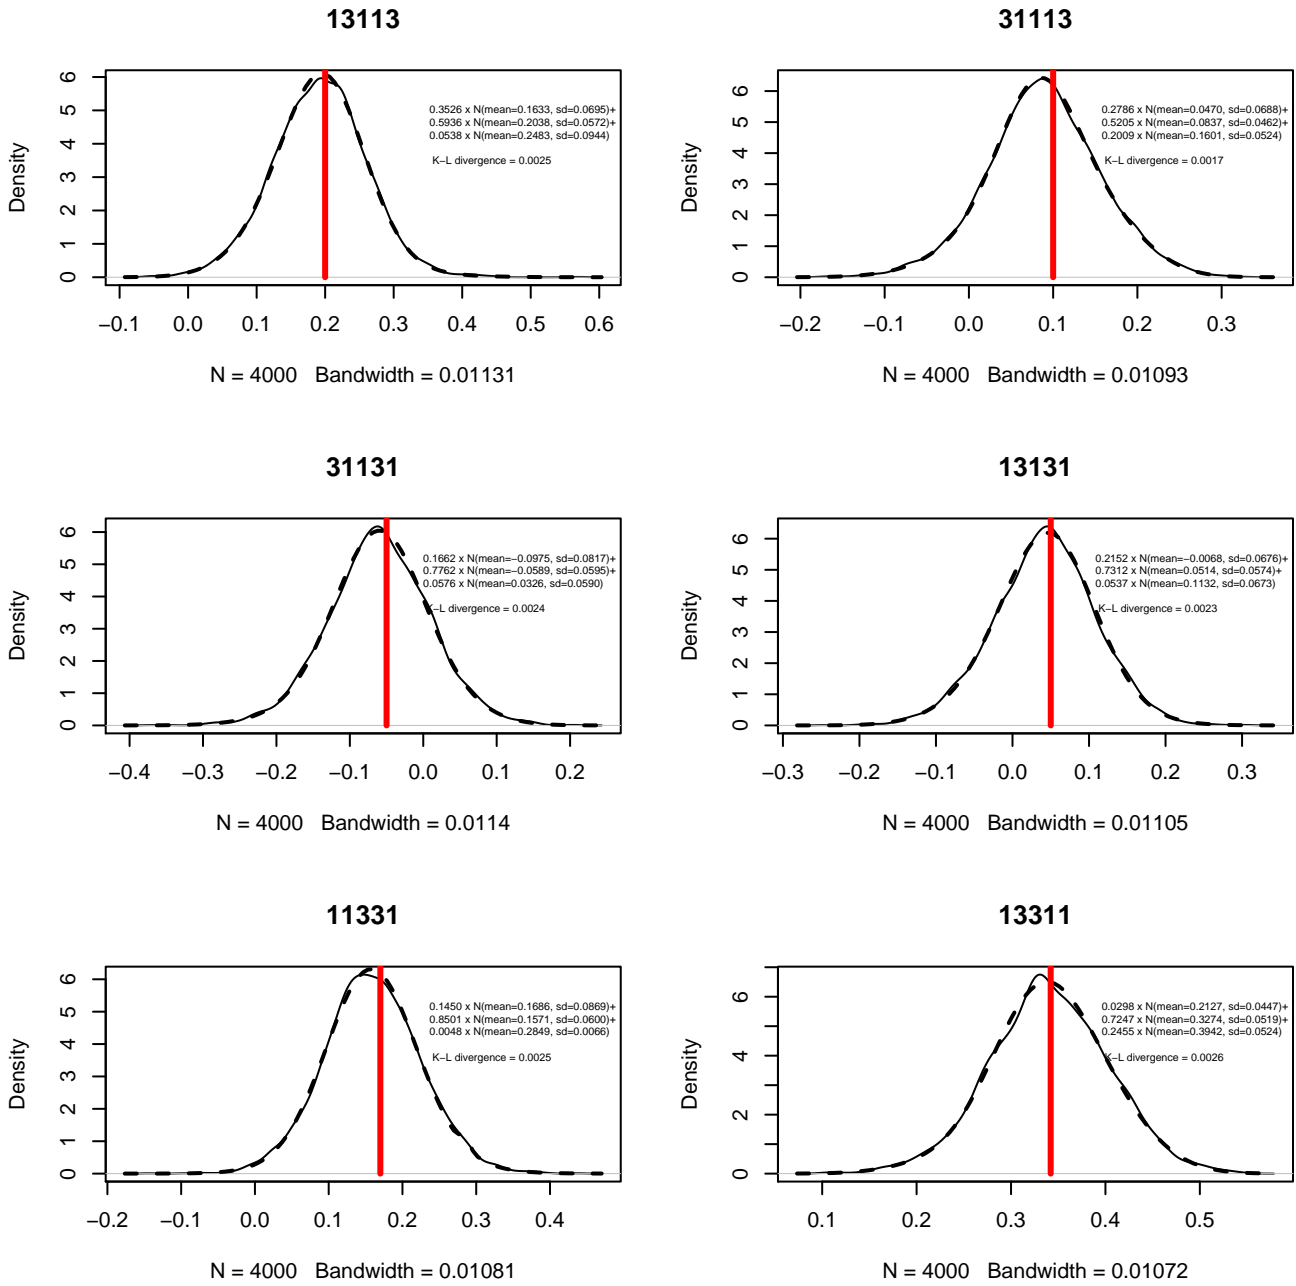 13113
Density
0 1 2 3 4 5 6
0.3526 x N(mean=0.1633, sd=0.0695)+
0.5936 x N(mean=0.2038, sd=0.0572)+
0.0538 x N(mean=0.2483, sd=0.0944)
K−L divergence = 0.0025
−0.1 0.0 0.1 0.2 0.3 0.4 0.5 0.6
N = 4000 Bandwidth = 0.01131
31113
Density
0 1 2 3 4 5 6
0.2786 x N(mean=0.0470, sd=0.0688)+
0.5205 x N(mean=0.0837, sd=0.0462)+
0.2009 x N(mean=0.1601, sd=0.0524)
K−L divergence = 0.0017
−0.2 −0.1 0.0 0.1 0.2 0.3
N = 4000 Bandwidth = 0.01093
31131
Density
0 1 2 3 4 5 6
0.1662 x N(mean=−0.0975, sd=0.0817)+
0.7762 x N(mean=−0.0589, sd=0.0595)+
0.0576 x N(mean=0.0326, sd=0.0590)
K−L divergence = 0.0024
−0.4 −0.3 −0.2 −0.1 0.0 0.1 0.2
N = 4000 Bandwidth = 0.0114
13131
Density
0 1 2 3 4 5 6
0.2152 x N(mean=−0.0068, sd=0.0676)+
0.7312 x N(mean=0.0514, sd=0.0574)+
0.0537 x N(mean=0.1132, sd=0.0673)
K−L divergence = 0.0023
−0.3 −0.2 −0.1 0.0 0.1 0.2 0.3
N = 4000 Bandwidth = 0.01105
11331
Density
0 1 2 3 4 5 6
0.1450 x N(mean=0.1686, sd=0.0869)+
0.8501 x N(mean=0.1571, sd=0.0600)+
0.0048 x N(mean=0.2849, sd=0.0066)
K−L divergence = 0.0025
−0.2 −0.1 0.0 0.1 0.2 0.3 0.4
N = 4000 Bandwidth = 0.01081
13311
Density
0 2 4 6
0.0298 x N(mean=0.2127, sd=0.0447)+
0.7247 x N(mean=0.3274, sd=0.0519)+
0.2455 x N(mean=0.3942, sd=0.0524)
K−L divergence = 0.0026
0.1 0.2 0.3 0.4 0.5
N = 4000 Bandwidth = 0.01072